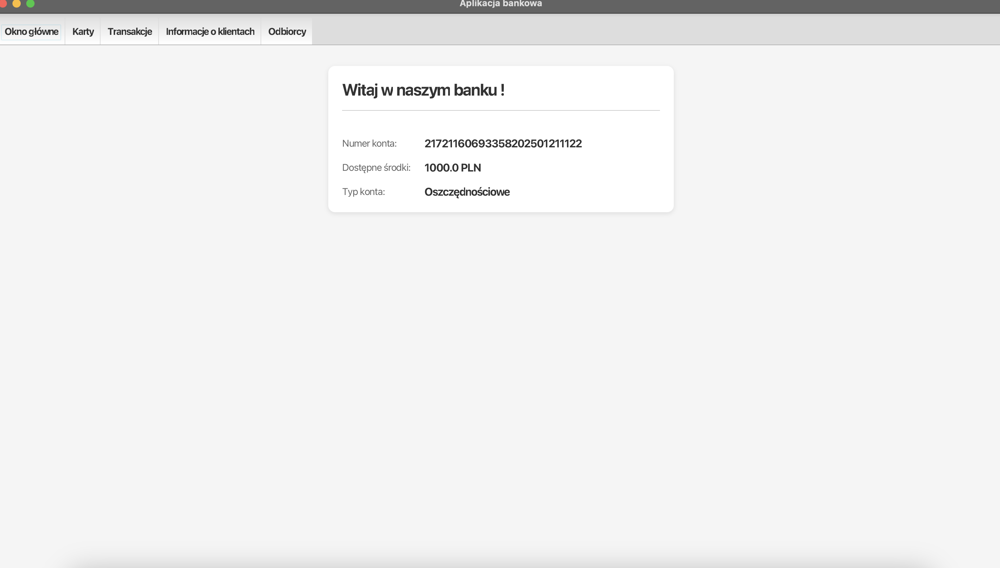 Aplikacja bankowa
Okno główne Karty Transakcje Informacje o klientach Odbiorcy
Witaj w naszym banku !
Numer konta: 21721160693358202501211122
Dostępne środki: 1000.0 PLN
Typ konta: Oszczędnościowe